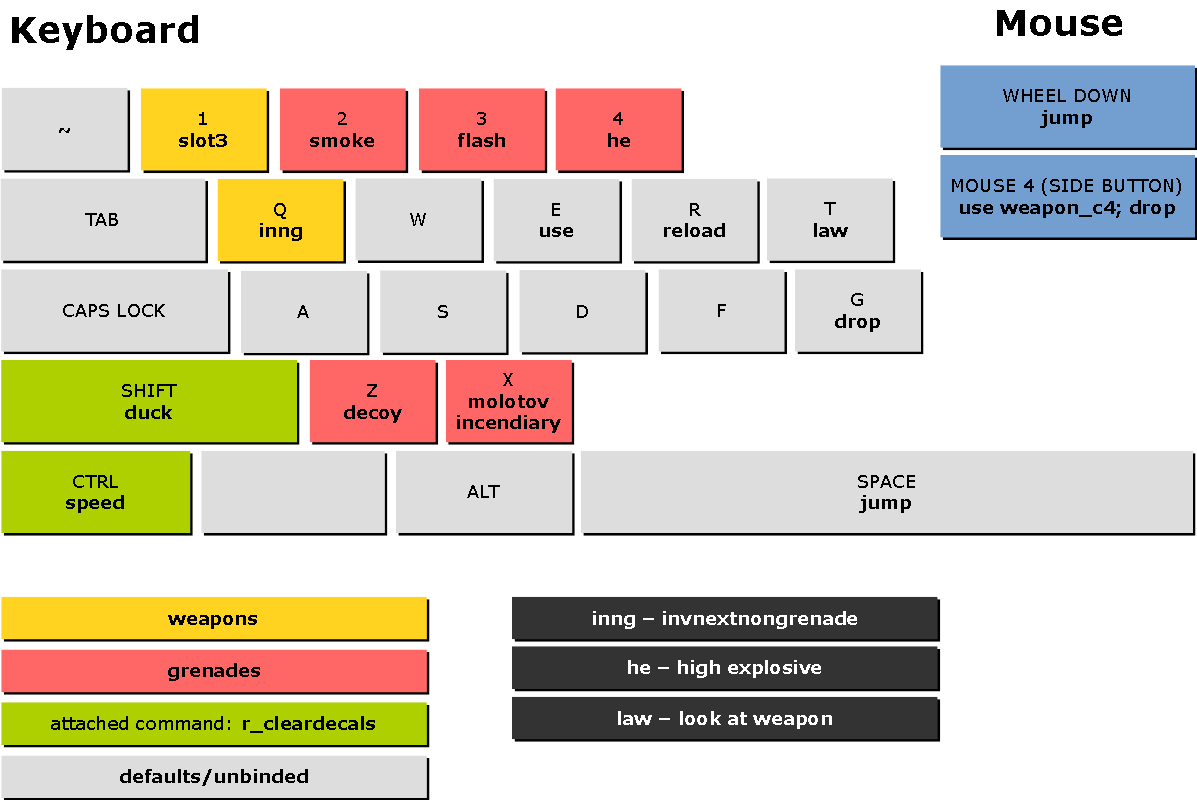 Keyboard
Mouse
~
1
slot3
2
smoke
3
flash
4
he
WHEEL DOWN
jump
TAB
Q
inng
W
E
use
R
reload
T
law
MOUSE 4 (SIDE BUTTON)
use weapon_c4; drop
CAPS LOCK
A
S
D
F
G
drop
SHIFT
duck
Z
decoy
X
molotov
incendiary
CTRL
speed
ALT
SPACE
jump
weapons
grenades
attached command: r_cleardecals
defaults/unbinded
inng – invnextnongrenade
he – high explosive
law – look at weapon